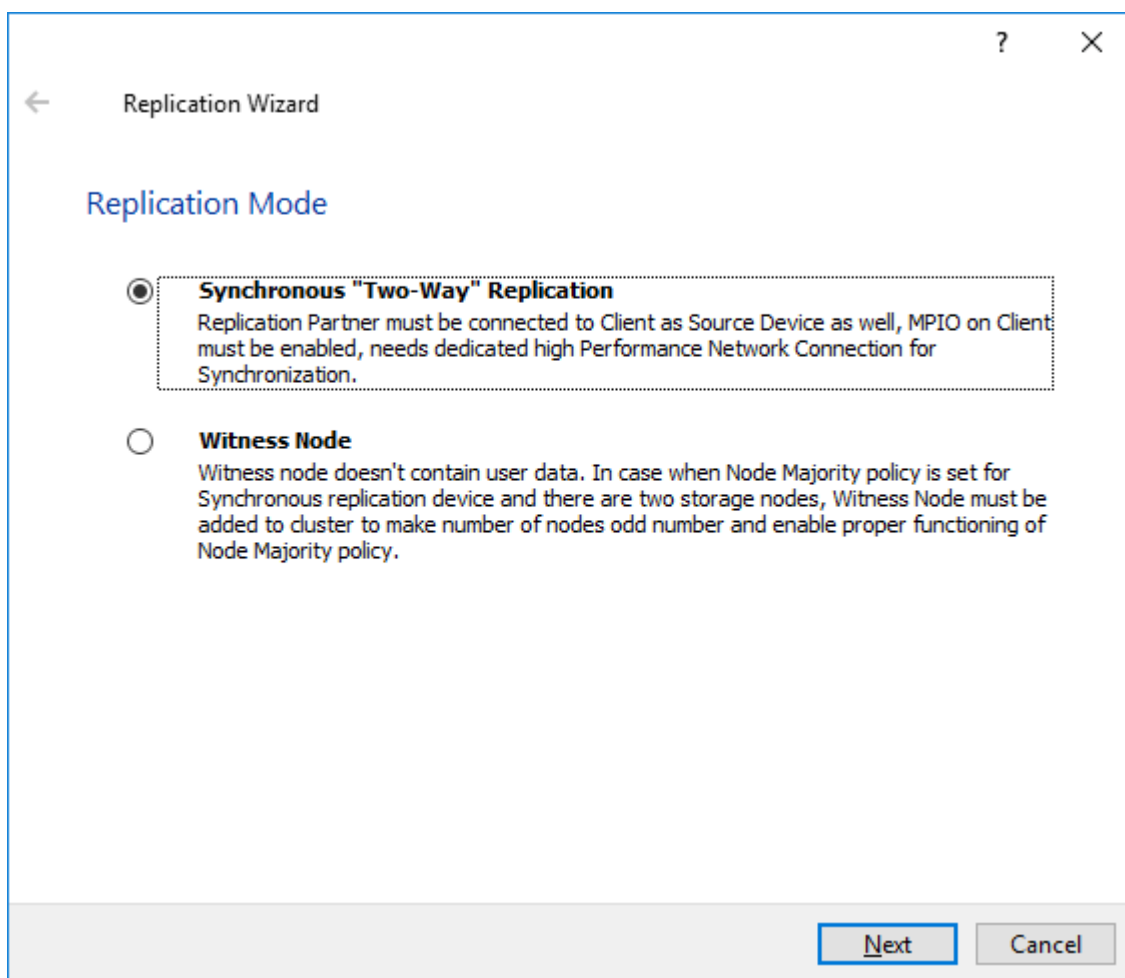 ?
Replication Wizard
Replication Mode
Synchronous "Two-Way" Replication
Replication Partner must be connected to Client as Source Device as well, MPIO on Client
must be enabled, needs dedicated high Performance Network Connection for
Synchronization.
Witness Node
Witness node doesn't contain user data. In case when Node Majority policy is set for
Synchronous replication device and there are two storage nodes, Witness Node must be
added to cluster to make number of nodes odd number and enable proper functioning of
Node Majority policy.
Next
Cancel